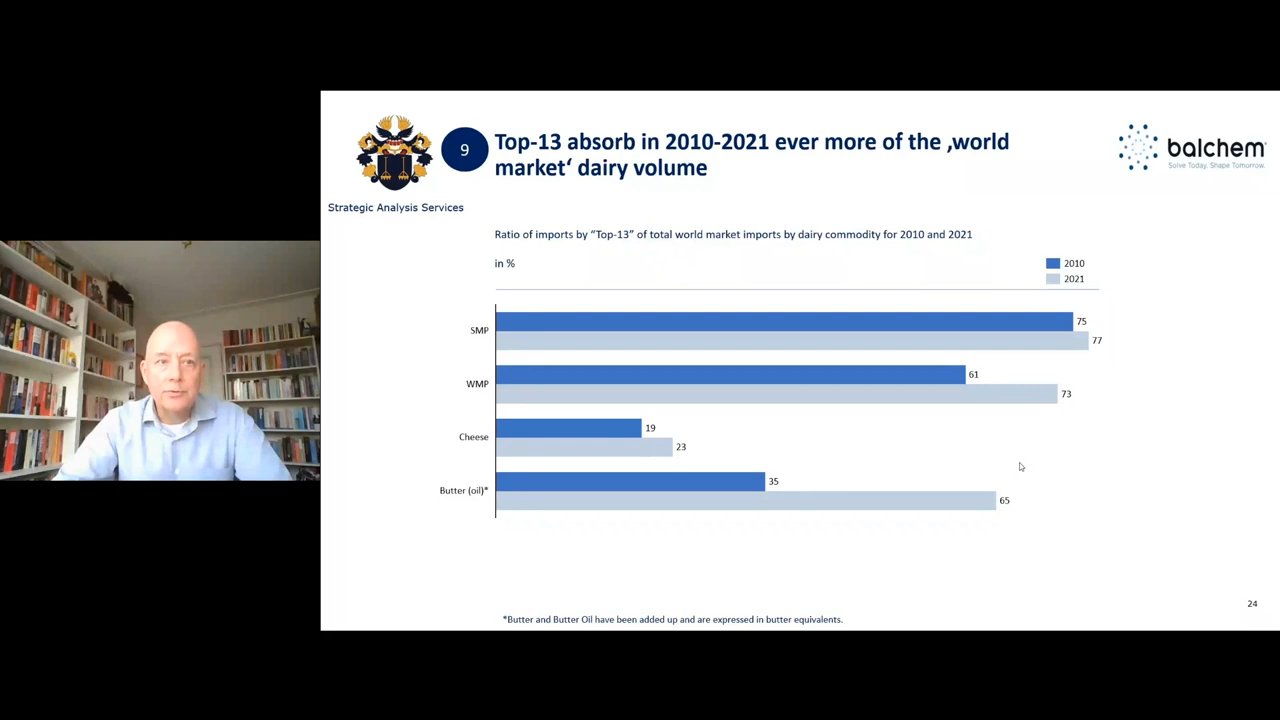 9
Top-13 absorb in 2010-2021 ever more of the ‚world
market‘ dairy volume
balchem
Solve Today. Shape Tomorrow.
Strategic Analysis Services
Ratio of imports by “Top-13” of total world market imports by dairy commodity for 2010 and 2021
in %
2010
2021
SMP
75
77
WMP
61
73
Cheese
19
23
Butter (oil)*
35
65
24
*Butter and Butter Oil have been added up and are expressed in butter equivalents.